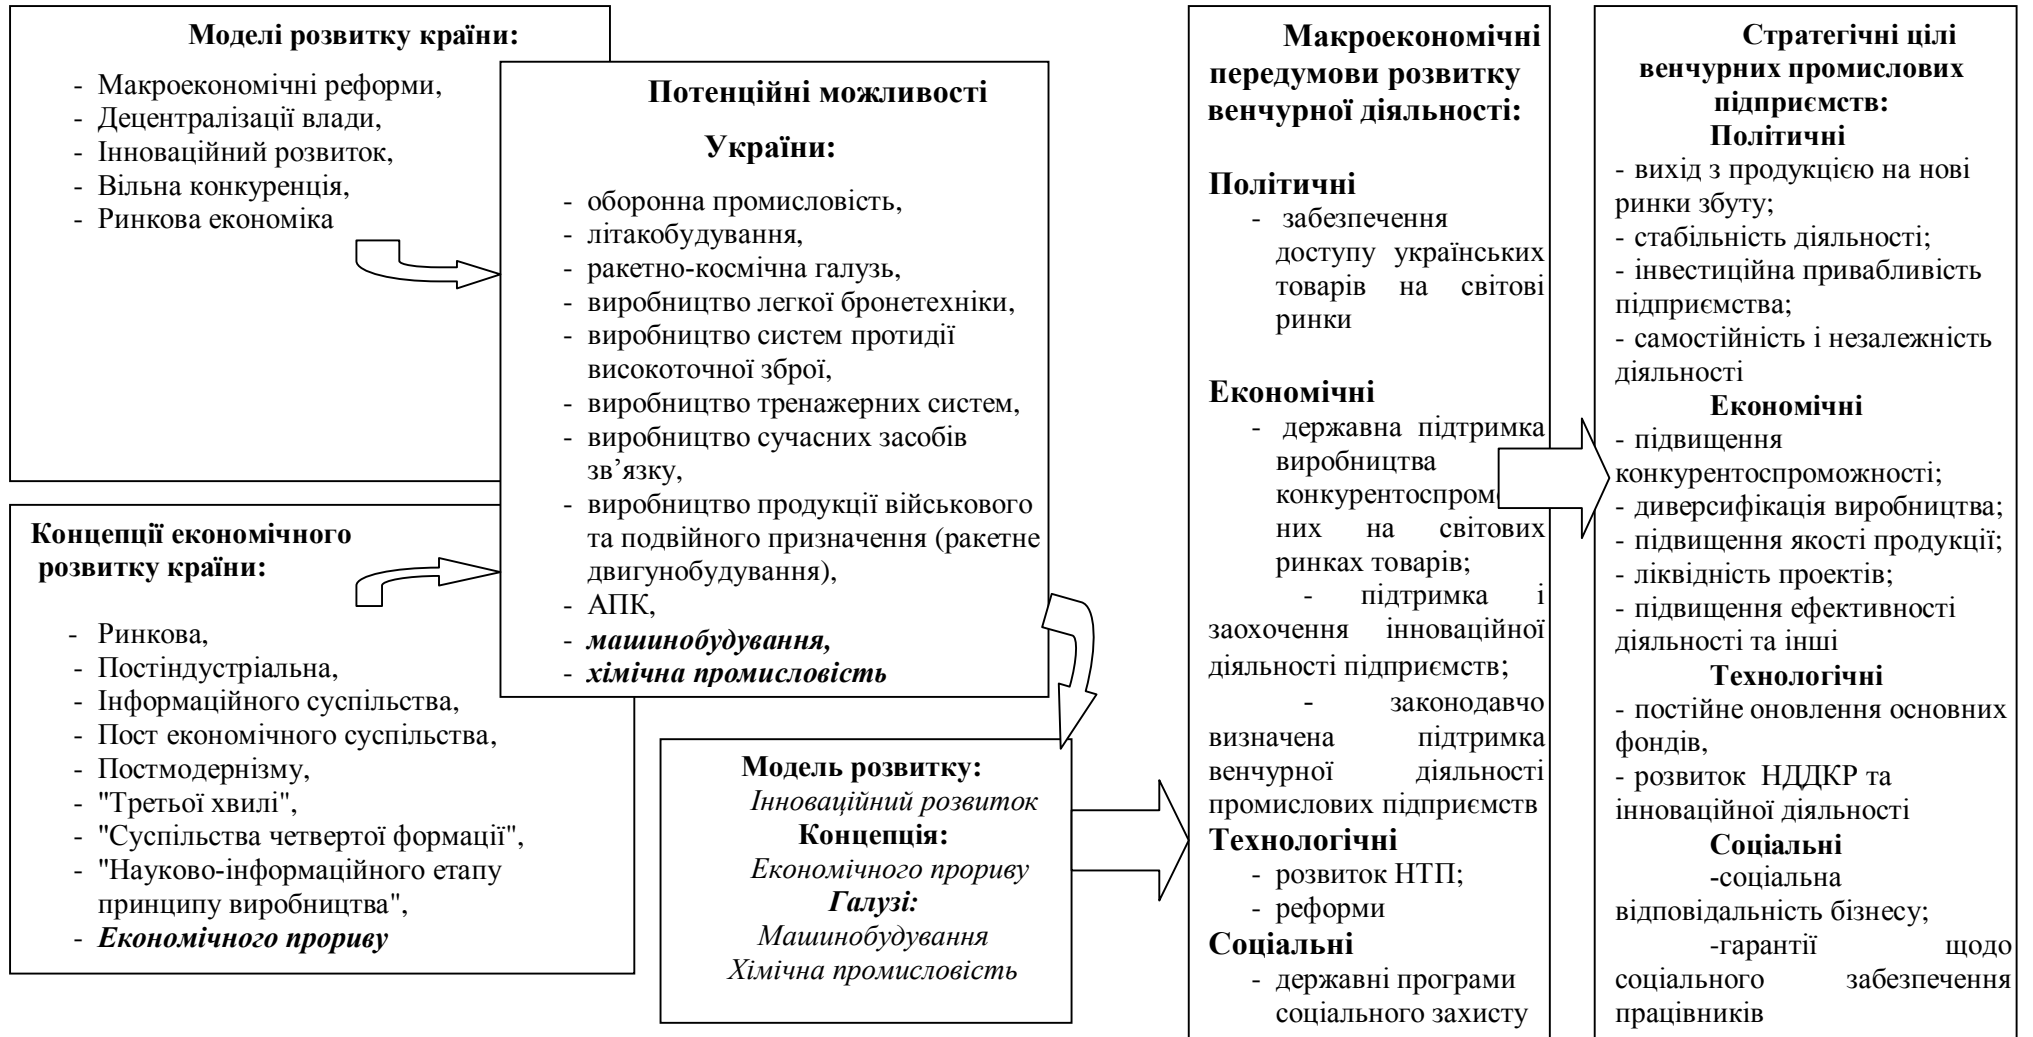 Моделі розвитку країни:
- Макроекономічні реформи,
- Децентралізації влади,
- Інноваційний розвиток,
- Вільна конкуренція,
- Ринкова економіка
Концепції економічного
розвитку країни:
- Ринкова,
- Постіндустріальна,
- Інформаційного суспільства,
- Пост економічного суспільства,
- Постмодернізму,
- "Третьої хвилі",
- "Суспільства четвертої формації",
- "Науково-інформаційного етапу
принципу виробництва",
- Економічного прориву
Потенційні можливості
України:
- оборонна промисловість,
- літакобудування,
- ракетно-космічна галузь,
- виробництво легкої бронетехніки,
- виробництво систем протидії
високоточної зброї,
- виробництво тренажерних систем,
- виробництво сучасних засобів
зв’язку,
- виробництво продукції військового
та подвійного призначення (ракетне
двигунобудування),
- АПК,
- машинобудування,
- хімічна промисловість
Модель розвитку:
Інноваційний розвиток
Концепція:
Економічного прориву
Галузі:
Машинобудування
Хімічна промисловість
Макроекономічні
передумови розвитку
венчурної діяльності:
Політичні
- забезпечення
доступу українських
товарів на світові
ринки
Економічні
- державна підтримка
виробництва
конкурентоспром
них на світових
ринках товарів;
- підтримка і
заохочення інноваційної
діяльності підприємств;
- законодавчо
визначена підтримка
венчурної діяльності
промислових підприємств
Технологічні
- розвиток НТП;
- реформи
Соціальні
- державні програми
соціального захисту
Стратегічні цілі
венчурних промислових
підприємств:
Політичні
- вихід з продукцією на нові
ринки збуту;
- стабільність діяльності;
- інвестиційна привабливість
підприємства;
- самостійність і незалежність
діяльності
Економічні
- підвищення
конкурентоспроможності;
- диверсифікація виробництва;
- підвищення якості продукції;
- ліквідність проектів;
- підвищення ефективності
діяльності та інші
Технологічні
- постійне оновлення основних
фондів,
- розвиток НДДКР та
інноваційної діяльності
Соціальні
-соціальна
відповідальність бізнесу;
-гарантії щодо
соціального забезпечення
працівників